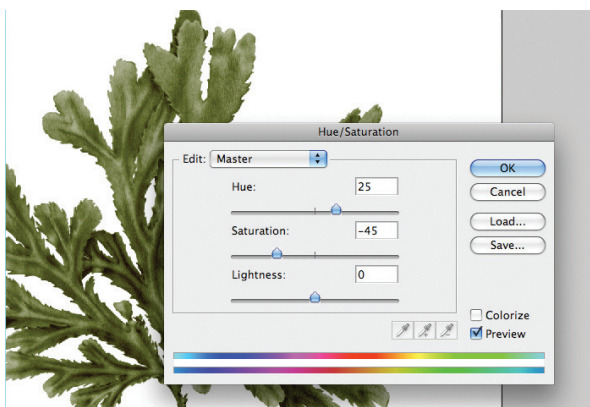 Hue/Saturation
Edit: Master
OK
Hue: 25
Cancel
Load...
Saturation: -45
Save...
Lightness: 0
Colorize
Preview